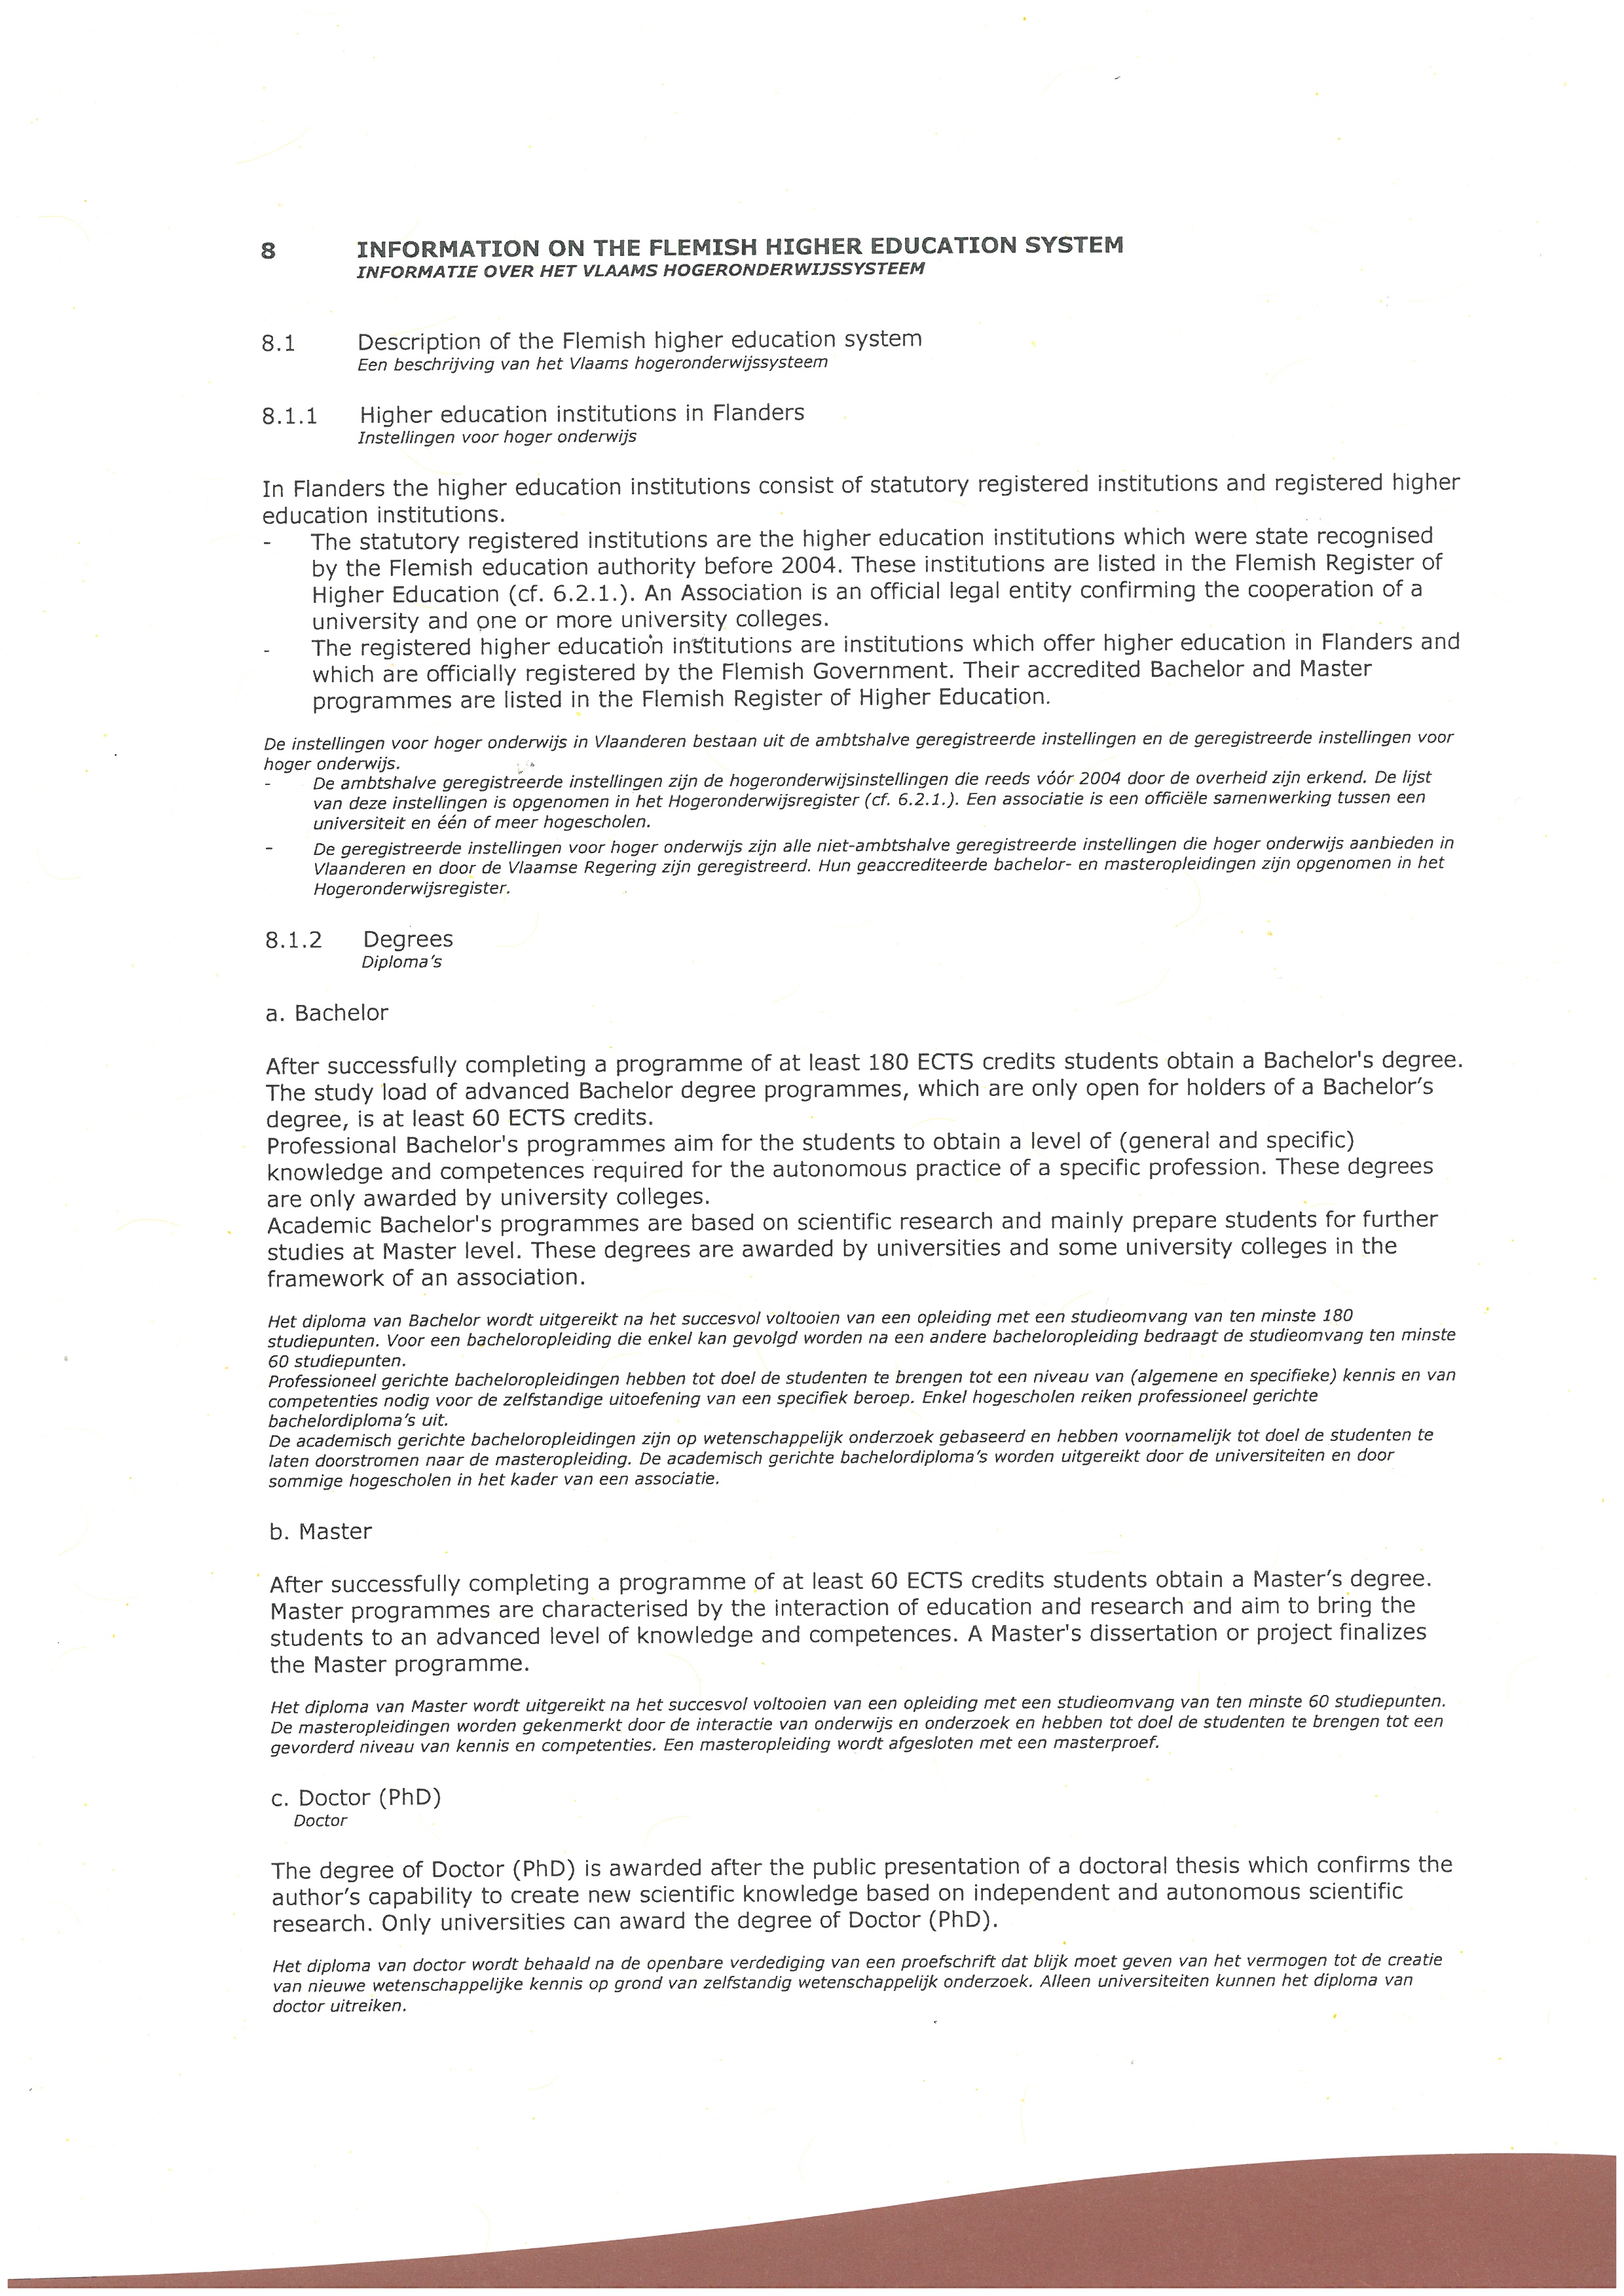 8 INFORMATION ON THE FLEMISH HIGHER EDUCATION SYSTEM
INFORMATIE OVER HET VLAAMS HOGERONDERWIJSSYSTEEM
8.1 Description of the Flemish higher education system
Een beschrijving van het Vlaams hogeronderwijssysteem
8.1.1 Higher education institutions in Flanders
Instellingen voor hoger onderwijs
In Flanders the higher education institutions consist of statutory registered institutions and registered higher
education institutions.
- The statutory registered institutions are the higher education institutions which were state recognised
by the Flemish education authority before 2004. These institutions are listed in the Flemish Register of
Higher Education (cf. 6.2.1.). An Association is an official legal entity confirming the cooperation of a
university and one or more university colleges.
- The registered higher education institutions are institutions which offer higher education in Flanders and
which are officially registered by the Flemish Government. Their accredited Bachelor and Master
programmes are listed in the Flemish Register of Higher Education.
De instellingen voor hoger onderwijs in Vlaanderen bestaan uit de ambtshalve geregistreerde instellingen en de geregistreerde instellingen voor
hoger onderwijs.
- De ambtshalve geregistreerde instellingen zijn de hogeronderwijsinstellingen die reeds vóór 2004 door de overheid zijn erkend. De lijst
van deze instellingen is opgenomen in het Hogeronderwijsregister (cf. 6.2.1.). Een associatie is een officiële samenwerking tussen een
universiteit en één of meer hogescholen.
- De geregistreerde instellingen voor hoger onderwijs zijn alle niet-ambtshalve geregistreerde instellingen die hoger onderwijs aanbieden in
Vlaanderen en door de Vlaamse Regering zijn geregistreerd. Hun geaccrediteerde bachelor- en masteropleidingen zijn opgenomen in het
Hogeronderwijsregister.
8.1.2 Degrees
Diploma's
a. Bachelor
After successfully completing a programme of at least 180 ECTS credits students obtain a Bachelor's degree.
The study load of advanced Bachelor degree programmes, which are only open for holders of a Bachelor's
degree, is at least 60 ECTS credits.
Professional Bachelor's programmes aim for the students to obtain a level of (general and specific)
knowledge and competences required for the autonomous practice of a specific profession. These degrees
are only awarded by university colleges.
Academic Bachelor's programmes are based on scientific research and mainly prepare students for further
studies at Master level. These degrees are awarded by universities and some university colleges in the
framework of an association.
Het diploma van Bachelor wordt uitgereikt na het succesvol voltooien van een opleiding met een studieomvang van ten minste 180
studiepunten. Voor een bacheloropleiding die enkel kan gevolgd worden na een andere bacheloropleiding bedraagt de studieomvang ten minste
60 studiepunten.
Professioneel gerichte bacheloropleidingen hebben tot doel de studenten te brengen tot een niveau van (algemene en specifieke) kennis en van
competenties nodig voor de zelfstandige uitoefening van een specifiek beroep. Enkel hogescholen reiken professioneel gerichte
bachelordiploma's uit.
De academisch gerichte bacheloropleidingen zijn op wetenschappelijk onderzoek gebaseerd en hebben voornamelijk tot doel de studenten te
laten doorstromen naar de masteropleiding. De academisch gerichte bachelordiploma's worden uitgereikt door de universiteiten en door
sommige hogescholen in het kader van een associatie.
b. Master
After successfully completing a programme of at least 60 ECTS credits students obtain a Master's degree.
Master programmes are characterised by the interaction of education and research and aim to bring the
students to an advanced level of knowledge and competences. A Master's dissertation or project finalizes
the Master programme.
Het diploma van Master wordt uitgereikt na het succesvol voltooien van een opleiding met een studieomvang van ten minste 60 studiepunten.
De masteropleidingen worden gekenmerkt door de interactie van onderwijs en onderzoek en hebben tot doel de studenten te brengen tot een
gevorderd niveau van kennis en competenties. Een masteropleiding wordt afgesloten met een masterproef.
c. Doctor (PhD)
Doctor
The degree of Doctor (PhD) is awarded after the public presentation of a doctoral thesis which confirms the
author's capability to create new scientific knowledge based on independent and autonomous scientific
research. Only universities can award the degree of Doctor (PhD).
Het diploma van doctor wordt behaald na de openbare verdediging van een proefschrift dat blijk moet geven van het vermogen tot de creatie
van nieuwe wetenschappelijke kennis op grond van zelfstandig wetenschappelijk onderzoek. Alleen universiteiten kunnen het diploma van
doctor uitreiken.